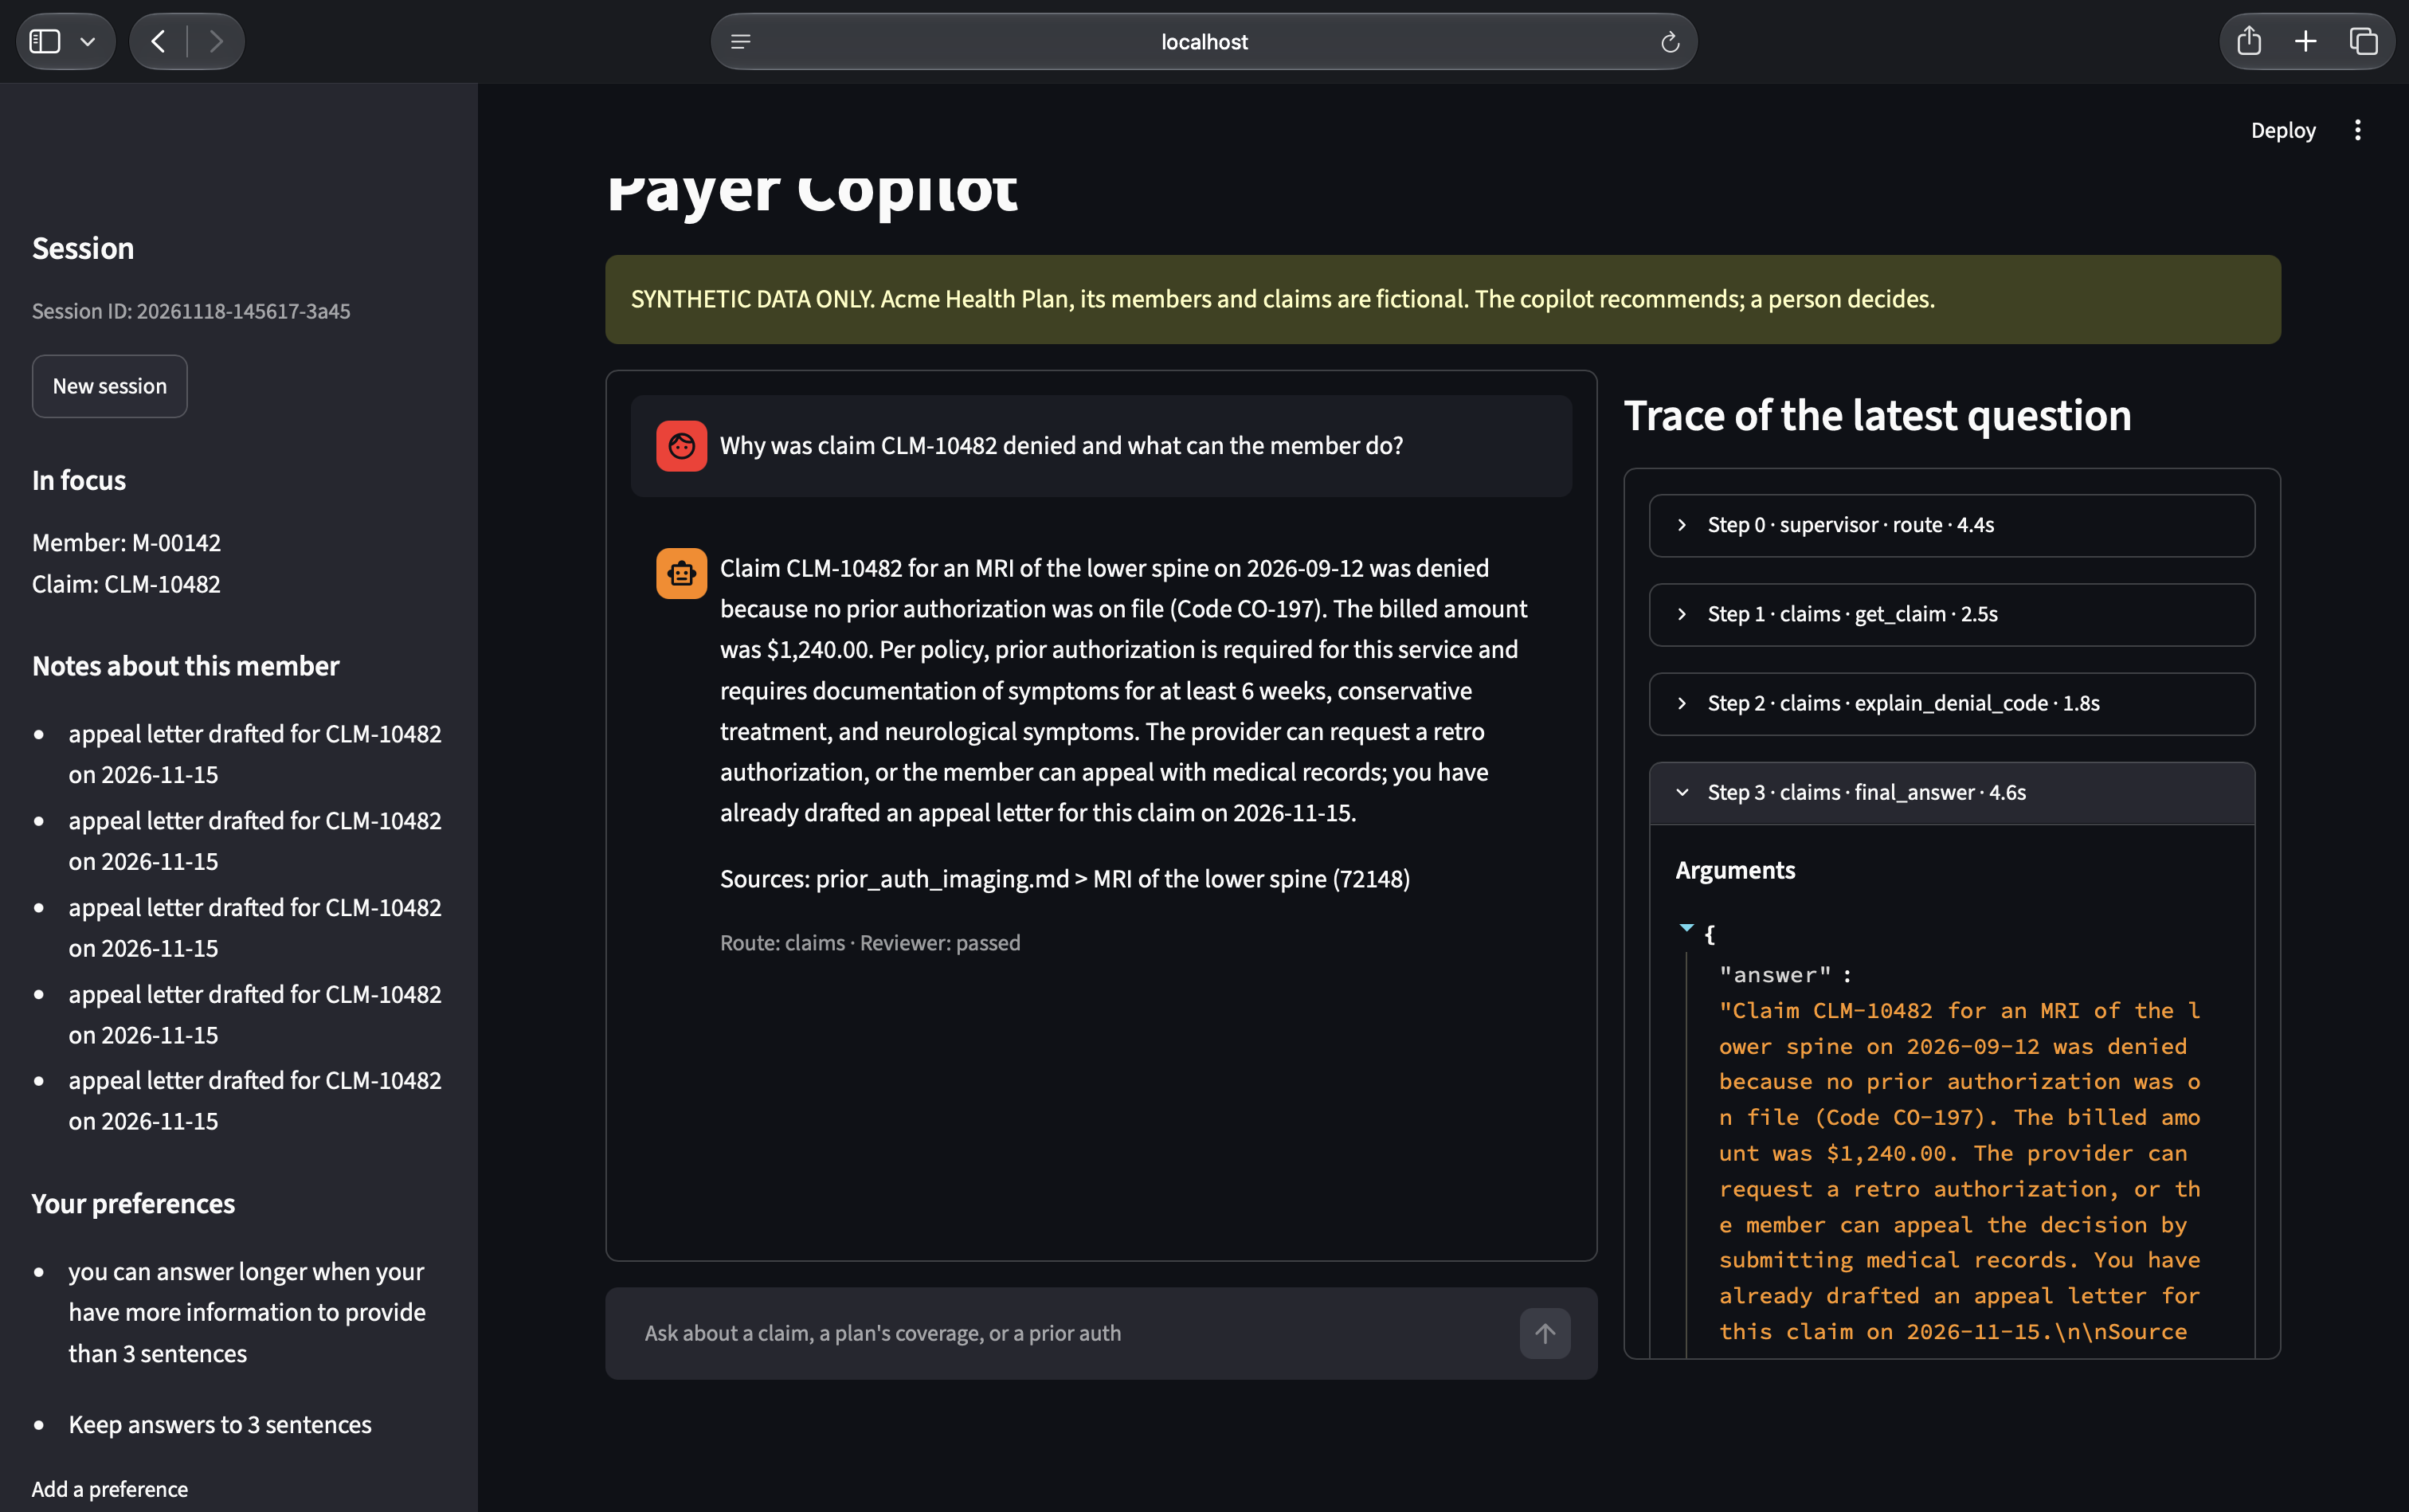 localhost
Deploy
Payer Copilot
Session
Session ID: 20261118-145617-3a45
New session
In focus
Member: M-00142
Claim: CLM-10482
Notes about this member
appeal letter drafted for CLM-10482
on 2026-11-15
appeal letter drafted for CLM-10482
on 2026-11-15
appeal letter drafted for CLM-10482
on 2026-11-15
appeal letter drafted for CLM-10482
on 2026-11-15
appeal letter drafted for CLM-10482
on 2026-11-15
Your preferences
you can answer longer when your
have more information to provide
than 3 sentences
Keep answers to 3 sentences
Add a preference
SYNTHETIC DATA ONLY. Acme Health Plan, its members and claims are fictional. The copilot recommends; a person decides.
Why was claim CLM-10482 denied and what can the member do?
Claim CLM-10482 for an MRI of the lower spine on 2026-09-12 was denied
because no prior authorization was on file (Code CO-197). The billed amount
was $1,240.00. Per policy, prior authorization is required for this service and
requires documentation of symptoms for at least 6 weeks, conservative
treatment, and neurological symptoms. The provider can request a retro
authorization, or the member can appeal with medical records; you have
already drafted an appeal letter for this claim on 2026-11-15.
Sources: prior_auth_imaging.md > MRI of the lower spine (72148)
Route: claims · Reviewer: passed
Ask about a claim, a plan's coverage, or a prior auth
Trace of the latest question
Step 0 · supervisor · route · 4.4s
Step 1 · claims · get_claim · 2.5s
Step 2 · claims · explain_denial_code · 1.8s
Step 3 · claims · final_answer · 4.6s
Arguments
{
"answer" :
"Claim CLM-10482 for an MRI of the l
ower spine on 2026-09-12 was denied
because no prior authorization was o
n file (Code CO-197). The billed amo
unt was $1,240.00. The provider can
request a retro authorization, or th
e member can appeal the decision by
submitting medical records. You have
already drafted an appeal letter for
this claim on 2026-11-15.\n\nSource